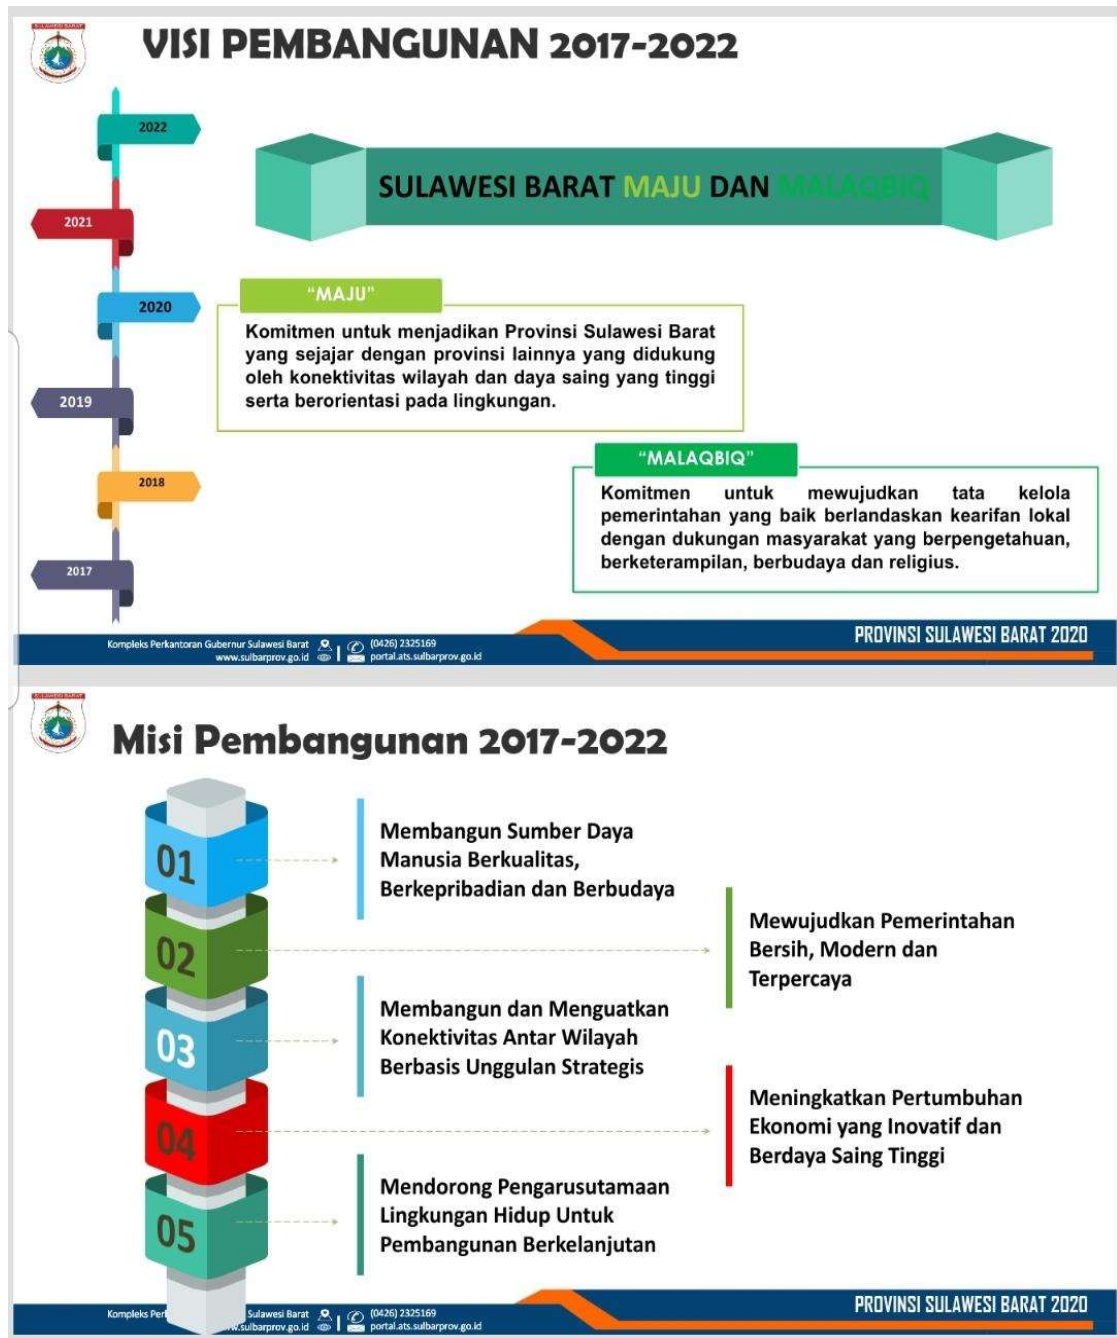 SULAWESI BARAT
VISI PEMBANGUNAN 2017-2022
2022
2021
2020
2019
2018
2017
SULAWESI BARAT MAJU DAN MALAQBIQ
“MAJU”
Komitmen untuk menjadikan Provinsi Sulawesi Barat
yang sejajar dengan provinsi lainnya yang didukung
oleh konektivitas wilayah dan daya saing yang tinggi
serta berorientasi pada lingkungan.
“MALAQBIQ”
Komitmen untuk mewujudkan tata kelola
pemerintahan yang baik berlandaskan kearifan lokal
dengan dukungan masyarakat yang berpengetahuan,
berketerampilan, berbudaya dan religius.
Kompleks Perkantoran Gubernur Sulawesi Barat
www.sulbarprov.go.id
(0426) 2325169
portal.ats.sulbarprov.go.id
PROVINSI SULAWESI BARAT 2020
SULAWESI BARAT
Misi Pembangunan 2017-2022
01
Membangun Sumber Daya
Manusia Berkualitas,
Berkepribadian dan Berbudaya
02
Mewujudkan Pemerintahan
Bersih, Modern dan
Terpercaya
03
Membangun dan Menguatkan
Konektivitas Antar Wilayah
Berbasis Unggulan Strategis
04
Meningkatkan Pertumbuhan
Ekonomi yang Inovatif dan
Berdaya Saing Tinggi
05
Mendorong Pengarusutamaan
Lingkungan Hidup Untuk
Pembangunan Berkelanjutan
Kompleks Per Sulawesi Barat
w.sulbarprov.go.id
(0426) 2325169
portal.ats.sulbarprov.go.id
PROVINSI SULAWESI BARAT 2020